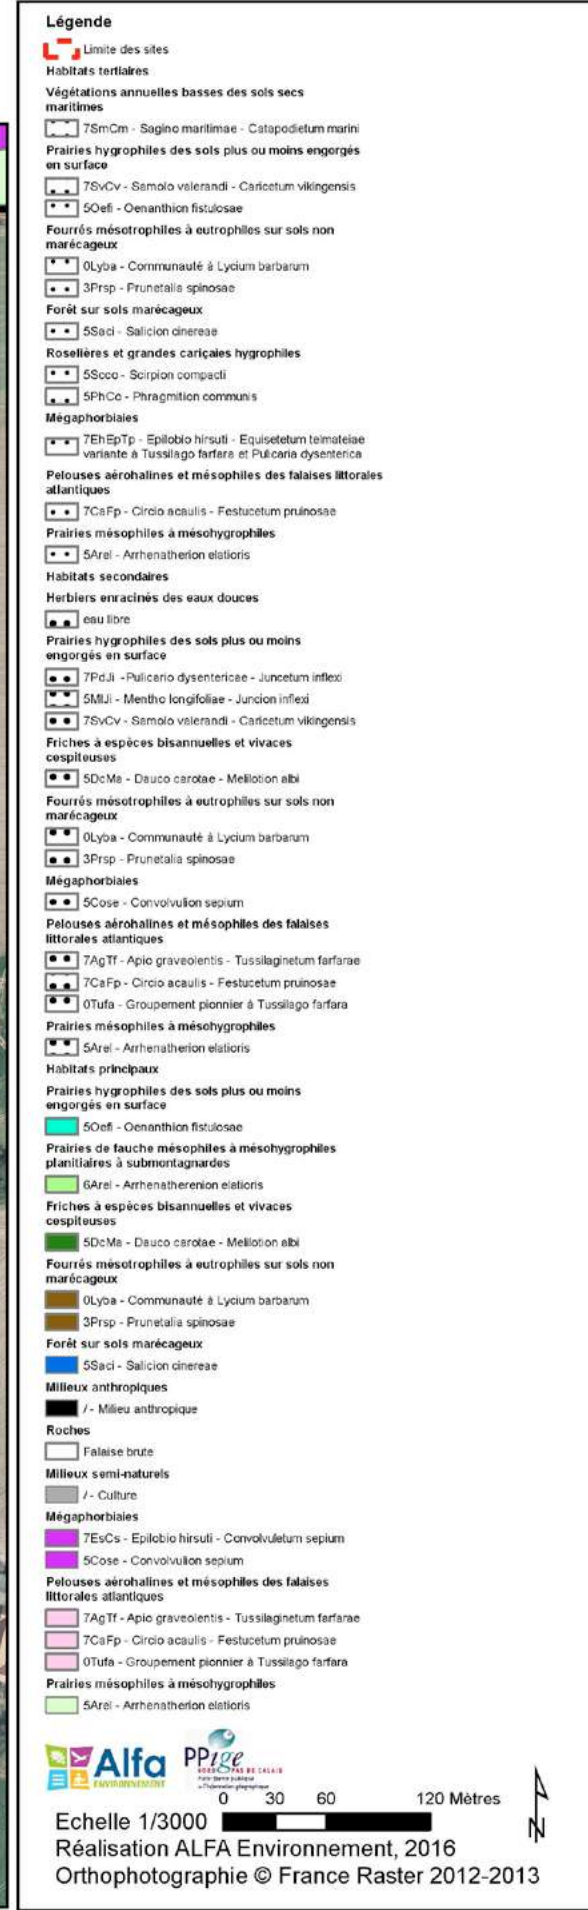 Légende
Limite des sites
Habitats tertiaires
Végétations annuelles basses des sols secs
maritimes
7SmCm - Sagino maritimae - Catapodietum marini
Prairies hygrophiles des sols plus ou moins engorgés
en surface
7SvCv - Samolo valerandi - Caricetum vikingensis
5Oefi - Oenanthion fistulosae
Fourrés mésotrophiles à eutrophiles sur sols non
marécageux
0Lyba - Communauté à Lycium barbarum
3Prsp - Prunetalia spinosae
Forêt sur sols marécageux
5Saci - Salicion cinereae
Roselières et grandes cariçaies hygrophiles
5Scco - Scirpion compacti
5PhCo - Phragmition communis
Mégaphorbiaies
7EhEpTp - Epilobio hirsuti - Equisetetum telmateiae
variante à Tussilago farfara et Pulicaria dysenterica
Pelouses aérohalines et mésophiles des falaises littorales
atlantiques
7CaFp - Circio acaulis - Festucetum pruinosae
Prairies mésophiles à mésohygrophiles
5Arel - Arrhenatherion elatioris
Habitats secondaires
Herbiers enracinés des eaux douces
eau libre
Prairies hygrophiles des sols plus ou moins
engorgés en surface
7PdJi -Pulicario dysentericae - Juncetum inflexi
5MlJi - Mentho longifoliae - Juncion inflexi
7SvCv - Samolo valerandi - Caricetum vikingensis
Friches à espèces bisannuelles et vivaces
cespiteuses
5DcMa - Dauco carotae - Melilotion albi
Fourrés mésotrophiles à eutrophiles sur sols non
marécageux
0Lyba - Communauté à Lycium barbarum
3Prsp - Prunetalia spinosae
Mégaphorbiaies
5Cose - Convolvulion sepium
Pelouses aérohalines et mésophiles des falaises
littorales atlantiques
7AgTf - Apio graveolentis - Tussilaginetum farfarae
7CaFp - Circio acaulis - Festucetum pruinosae
0Tufa - Groupement pionnier à Tussilago farfara
Prairies mésophiles à mésohygrophiles
5Arel - Arrhenatherion elatioris
Habitats principaux
Prairies hygrophiles des sols plus ou moins
engorgés en surface
5Oefi - Oenanthion fistulosae
Prairies de fauche mésophiles à mésohygrophiles
planitiaires à submontagnardes
6Arel - Arrhenatherenion elatioris
Friches à espèces bisannuelles et vivaces
cespiteuses
5DcMa - Dauco carotae - Melilotion albi
Fourrés mésotrophiles à eutrophiles sur sols non
marécageux
0Lyba - Communauté à Lycium barbarum
3Prsp - Prunetalia spinosae
Forêt sur sols marécageux
5Saci - Salicion cinereae
Milieux anthropiques
/ - Milieu anthropique
Roches
Falaise brute
Milieux semi-naturels
/ - Culture
Mégaphorbiaies
7EsCs - Epilobio hirsuti - Convolvuletum sepium
5Cose - Convolvulion sepium
Pelouses aérohalines et mésophiles des falaises
littorales atlantiques
7AgTf - Apio graveolentis - Tussilaginetum farfarae
7CaFp - Circio acaulis - Festucetum pruinosae
0Tufa - Groupement pionnier à Tussilago farfara
Prairies mésophiles à mésohygrophiles
5Arel - Arrhenatherion elatioris
Alfa
ENVIRONNEMENT
PPige
NORD PAS DE CALAIS
0 30 60 120 Mètres
Echelle 1/3000
N
Réalisation ALFA Environnement, 2016
Orthophotographie © France Raster 2012-2013